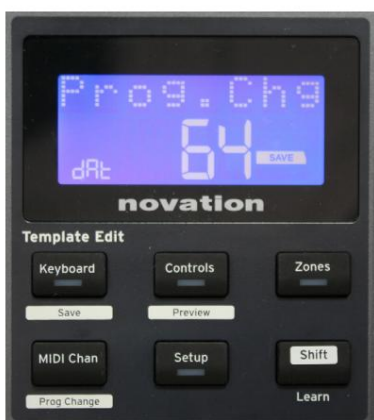 Prog.Chg
64
SAVE
dAt
novation
Template Edit
Keyboard Controls Zones
Save Preview
MIDI Chan Setup Shift
Prog Change Learn